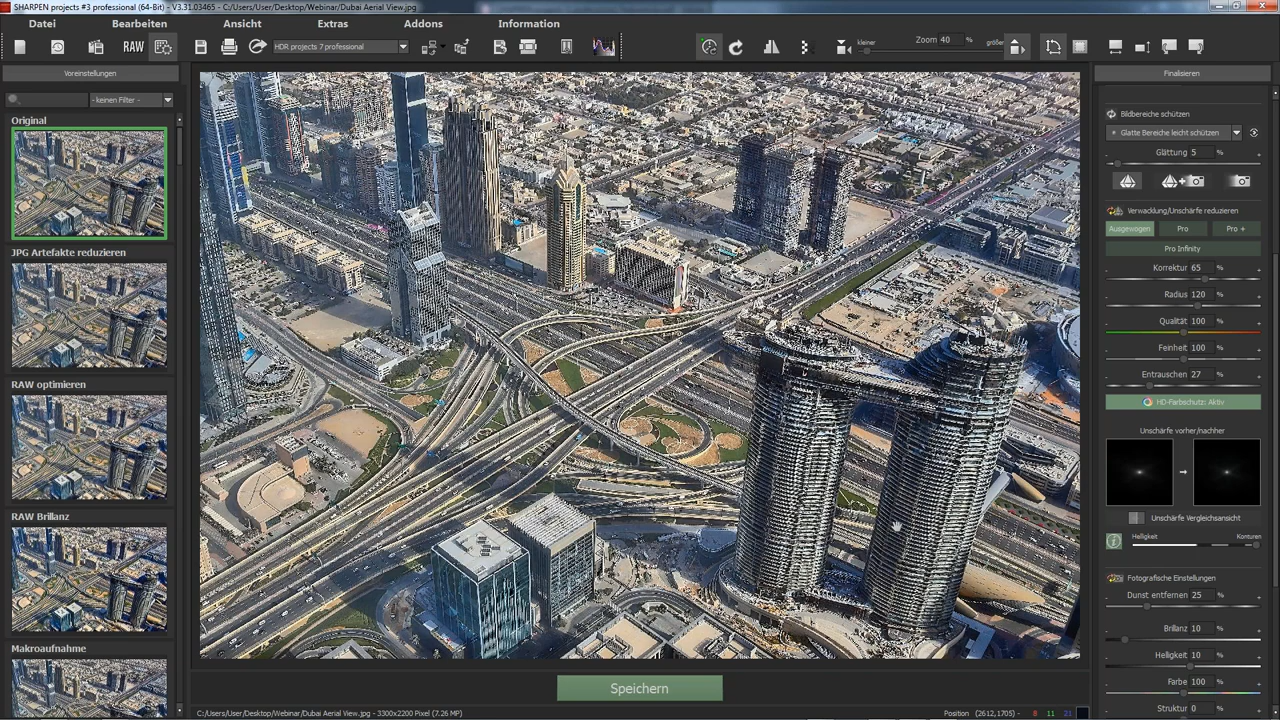 SHARPEN projects #3 professional (64-Bit) - V3.31.03465 - C:/Users/User/Desktop/Webinar/Dubai Aerial View.jpg
Datei Bearbeiten Ansicht Extras Addons Information
RAW HDR projects 7 professional kleiner Zoom 40 % größer
Voreinstellungen
Finalisieren
- keinen Filter -
Original
JPG Artefakte reduzieren
RAW optimieren
RAW Brillanz
Makroaufnahme
Bildbereiche schützen
Glatte Bereiche leicht schützen
Glättung 5 %
Verwacklung/Unschärfe reduzieren
Ausgewogen Pro Pro +
Pro Infinity
Korrektur 65 %
Radius 120 %
Qualität 100 %
Feinheit 100 %
Entrauschen 27 %
HD-Farbschutz: Aktiv
Unschärfe vorher/nachher
Unschärfe Vergleichsansicht
Helligkeit Konturen
Fotografische Einstellungen
Dunst entfernen 25 %
Brillanz 10 %
Helligkeit 10 %
Farbe 100 %
Struktur 0 %
Speichern
C:/Users/User/Desktop/Webinar/Dubai Aerial View.jpg - 3300x2200 Pixel (7.26 MP)
Position (2612,1705) - 8 11 21